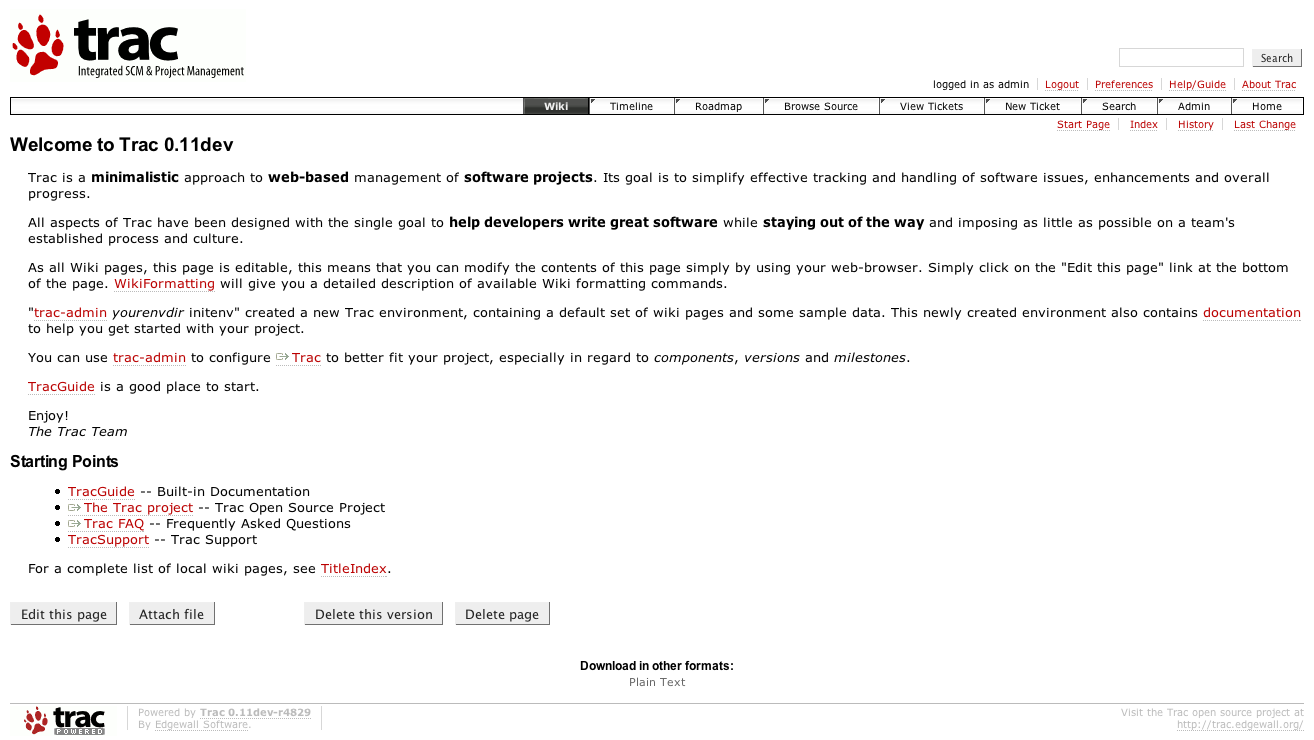 trac
Integrated SCM & Project Management
Search
logged in as admin Logout Preferences Help/Guide About Trac
Wiki Timeline Roadmap Browse Source View Tickets New Ticket Search Admin Home
Start Page Index History Last Change
Welcome to Trac 0.11dev
Trac is a minimalistic approach to web-based management of software projects. Its goal is to simplify effective tracking and handling of software issues, enhancements and overall
progress.
All aspects of Trac have been designed with the single goal to help developers write great software while staying out of the way and imposing as little as possible on a team's
established process and culture.
As all Wiki pages, this page is editable, this means that you can modify the contents of this page simply by using your web-browser. Simply click on the "Edit this page" link at the bottom
of the page. WikiFormatting will give you a detailed description of available Wiki formatting commands.
"trac-admin yourenvdir initenv" created a new Trac environment, containing a default set of wiki pages and some sample data. This newly created environment also contains documentation
to help you get started with your project.
You can use trac-admin to configure Trac to better fit your project, especially in regard to components, versions and milestones.
TracGuide is a good place to start.
Enjoy!
The Trac Team
Starting Points
TracGuide -- Built-in Documentation
The Trac project -- Trac Open Source Project
Trac FAQ -- Frequently Asked Questions
TracSupport -- Trac Support
For a complete list of local wiki pages, see TitleIndex.
Edit this page Attach file Delete this version Delete page
Download in other formats:
Plain Text
trac
POWERED
Powered by Trac 0.11dev-r4829
By Edgewall Software.
Visit the Trac open source project at
http://trac.edgewall.org/